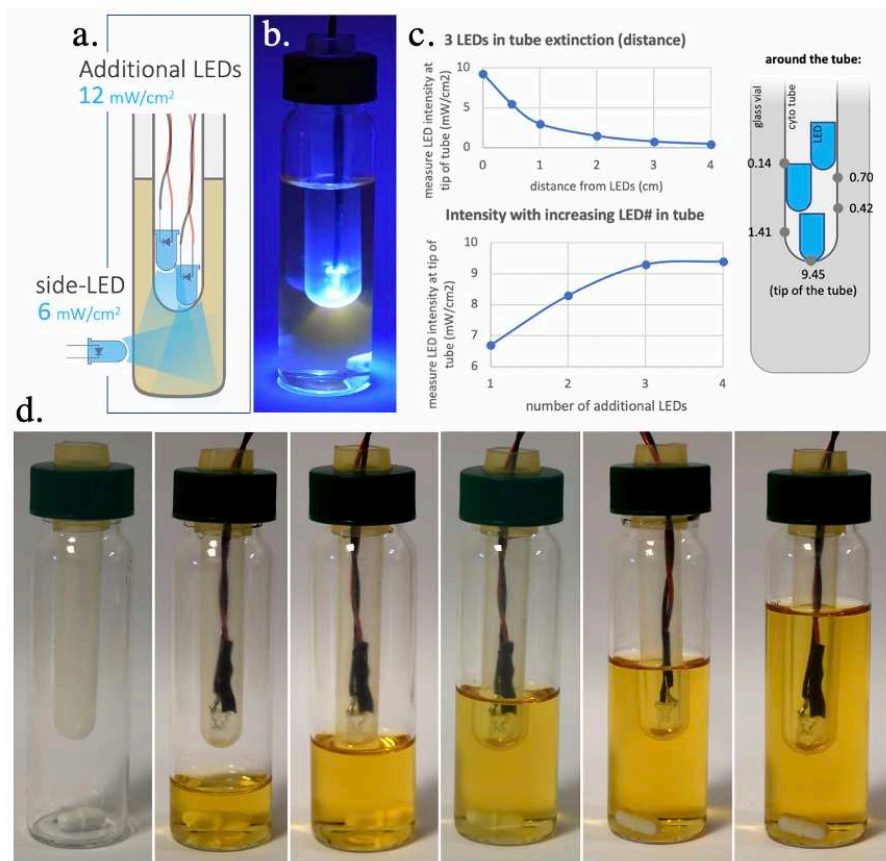 a.
Additional LEDs
12 mW/cm²
side-LED
6 mW/cm²
b.
c.
3 LEDs in tube extinction (distance)
measure LED intensity at
tip of tube (mW/cm2)
10
5
0
0
1
2
3
4
distance from LEDs (cm)
Intensity with increasing LED# in tube
measure LED intensity at tip of
tube (mW/cm2)
10
9
8
7
6
1
2
3
4
number of additional LEDs
around the tube:
glass vial
cyto tube
LED
0.14
0.70
0.42
1.41
9.45
(tip of the tube)
d.